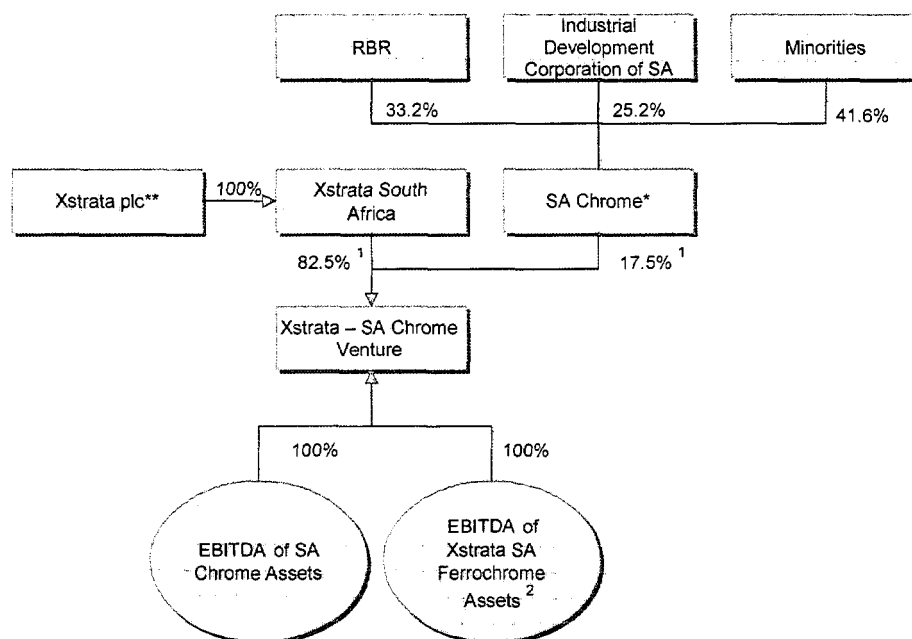 RBR
Industrial
Development
Corporation of SA
Minorities
33.2%
25.2%
41.6%
Xstrata plc**
100%
Xstrata South
Africa
SA Chrome*
82.5% 1
17.5% 1
Xstrata – SA Chrome
Venture
100%
100%
EBITDA of SA
Chrome Assets
EBITDA of
Xstrata SA
Ferrochrome
Assets 2